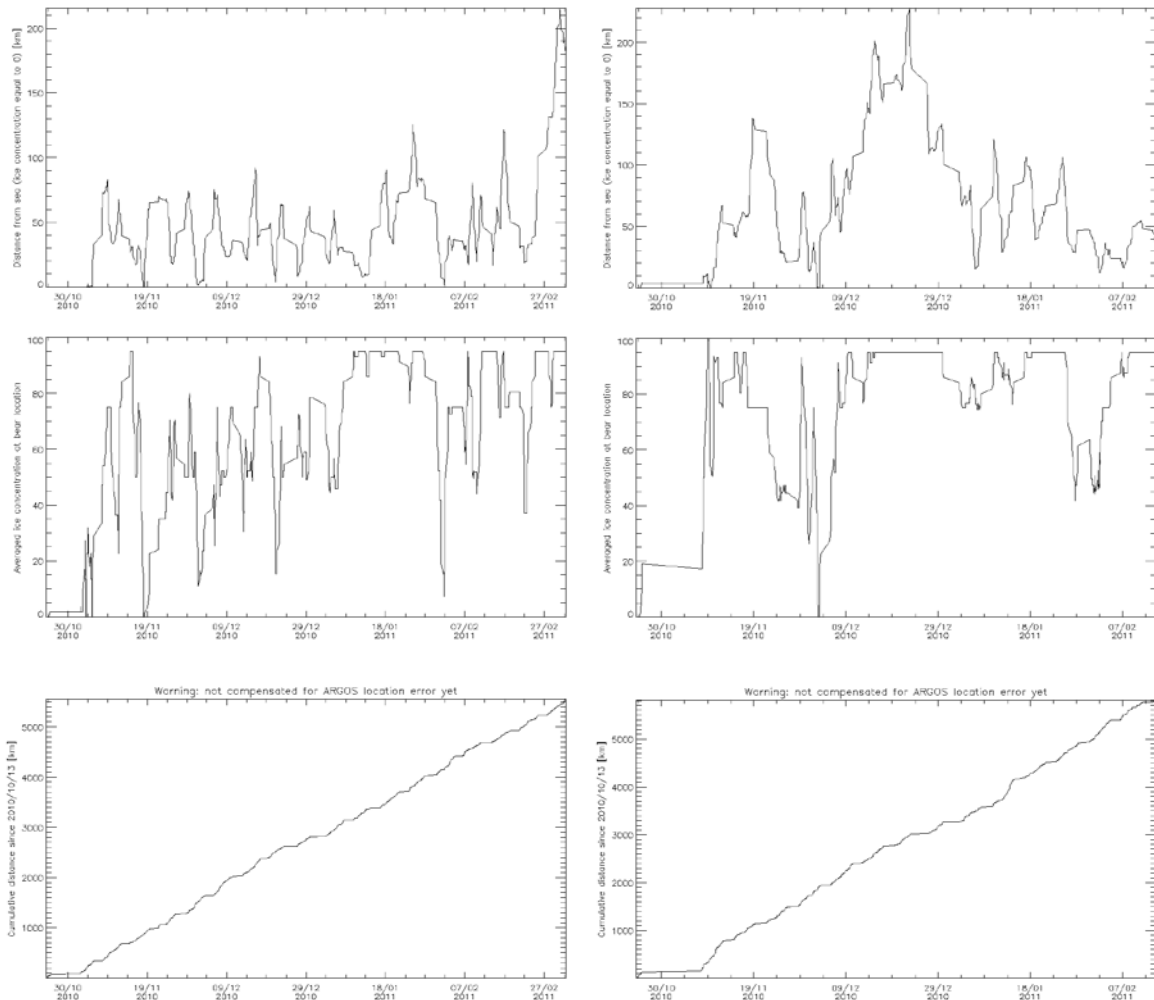 Distance from sea (ice concentration equal to 0) [km]
200
150
100
50
0
30/10 19/11 09/12 29/12 18/01 07/02 27/02
2010 2010 2010 2010 2011 2011 2011
Distance from sea (ice concentration equal to 0) [km]
200
150
100
50
0
30/10 19/11 09/12 29/12 18/01 07/02
2010 2010 2010 2010 2011 2011
Averaged ice concentration at bear location
100
80
60
40
20
0
30/10 19/11 09/12 29/12 18/01 07/02 27/02
2010 2010 2010 2010 2011 2011 2011
Averaged ice concentration at bear location
100
80
60
40
20
0
30/10 19/11 09/12 29/12 18/01 07/02
2010 2010 2010 2010 2011 2011
Warning: not compensated for ARGOS location error yet
Cumulative distance since 2010/10/13 [km]
5000
4000
3000
2000
1000
30/10 19/11 09/12 29/12 18/01 07/02 27/02
2010 2010 2010 2010 2011 2011 2011
Warning: not compensated for ARGOS location error yet
Cumulative distance since 2010/10/13 [km]
5000
4000
3000
2000
1000
30/10 19/11 09/12 29/12 18/01 07/02
2010 2010 2010 2010 2011 2011